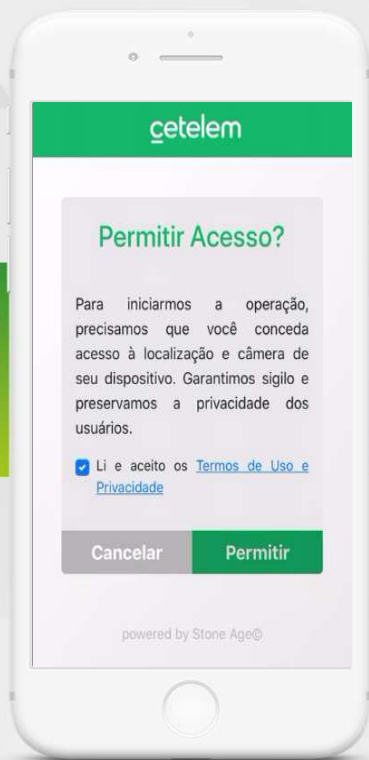 cetelem
Permitir Acesso?
Para iniciarmos a operação,
precisamos que você conceda
acesso à localização e câmera de
seu dispositivo. Garantimos sigilo e
preservamos a privacidade dos
usuários.
Li e aceito os Termos de Uso e
Privacidade
Cancelar Permitir
powered by Stone Age©